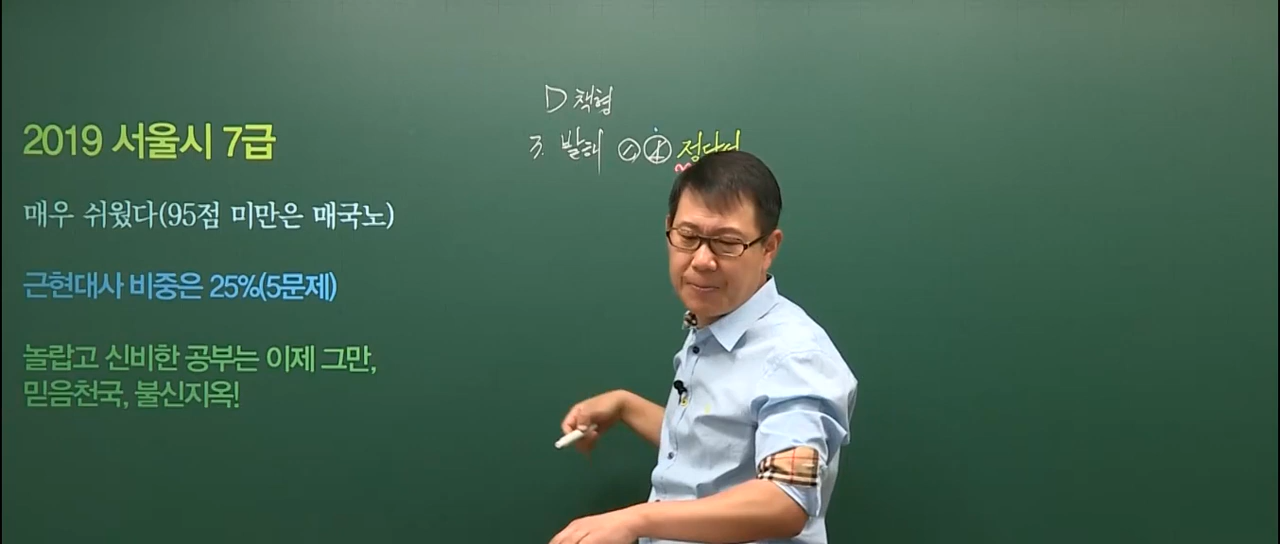 2019 서울시 7급
매우 쉬웠다(95점 미만은 매국노)
근현대사 비중은 25%(5문제)
놀랍고 신비한 공부는 이제 그만,
믿음천국, 불신지옥!
D 책형
3. 발해